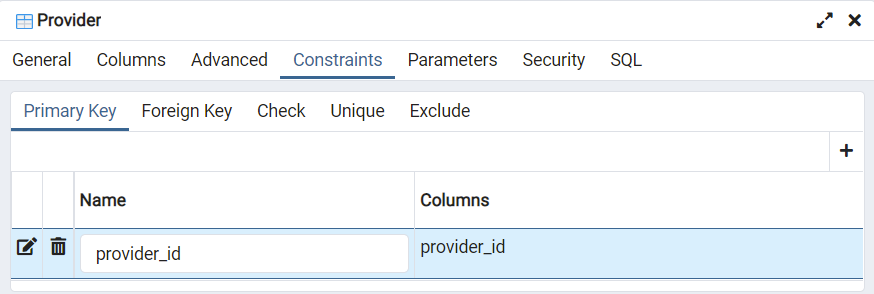 Provider
General Columns Advanced Constraints Parameters Security SQL
Primary Key Foreign Key Check Unique Exclude
+
Name Columns
provider_id provider_id